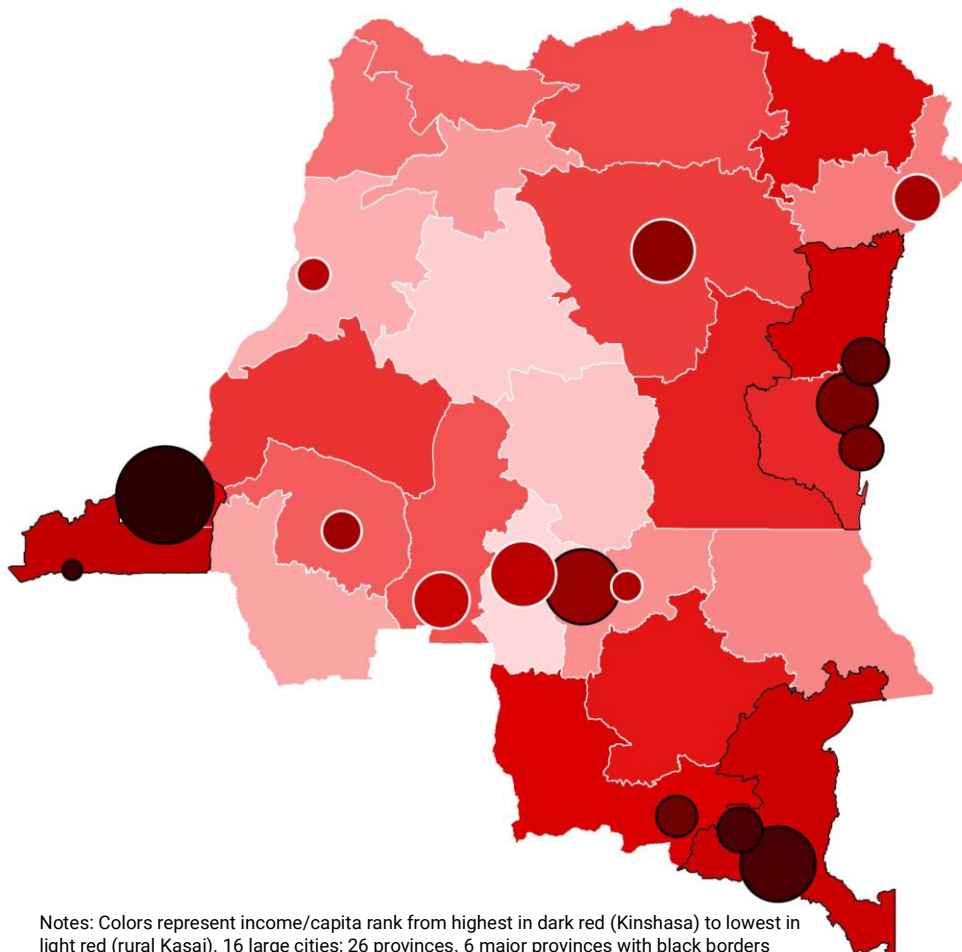 Notes: Colors represent income/capita rank from highest in dark red (Kinshasa) to lowest in
light red (rural Kasai). 16 large cities; 26 provinces, 6 major provinces with black borders